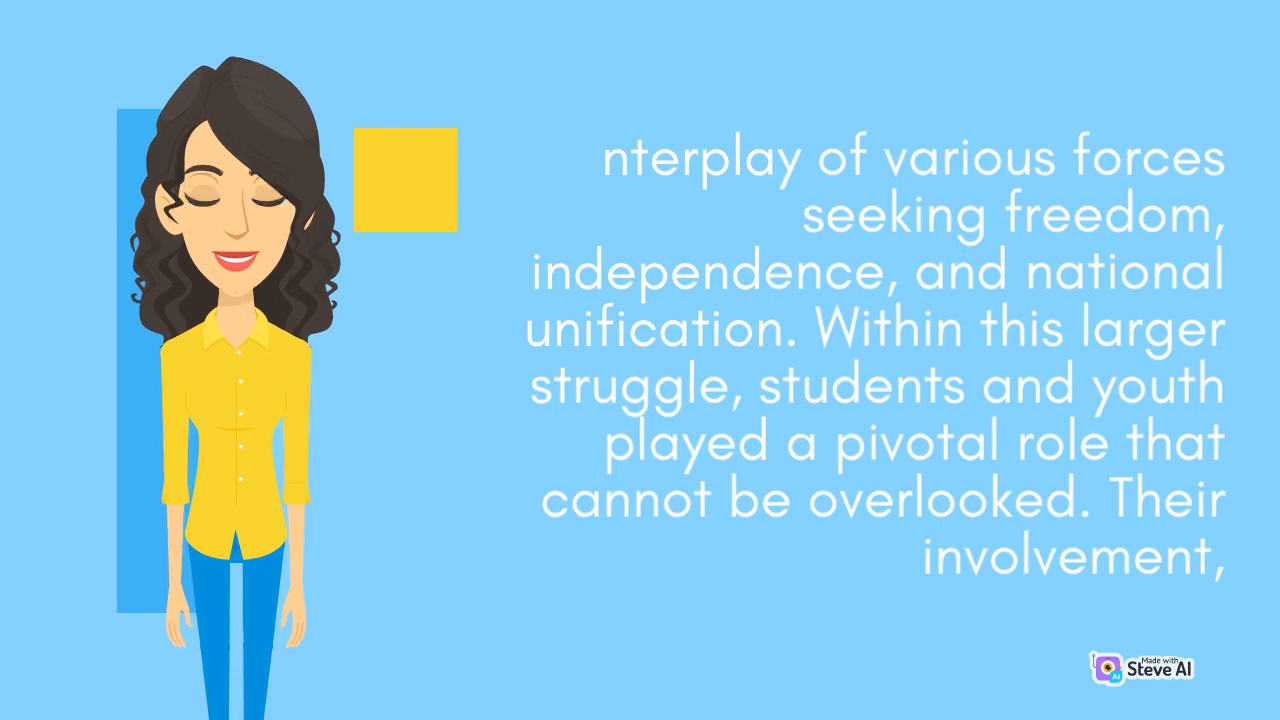 nterplay of various forces
seeking freedom,
independence, and national
unification. Within this larger
struggle, students and youth
played a pivotal role that
cannot be overlooked. Their
involvement,
Made with
Steve AI
AI